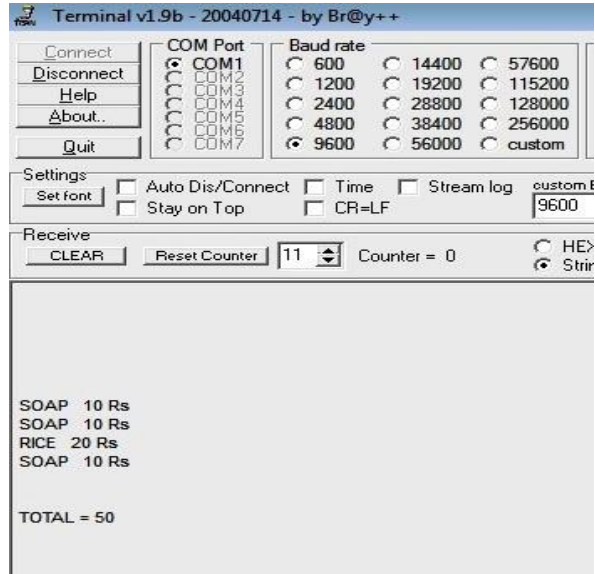 Terminal v1.9b - 20040714 - by Br@y++
Connect
Disconnect
Help
About..
Quit
COM Port
COM1
COM2
COM3
COM4
COM5
COM6
COM7
Baud rate
600
1200
2400
4800
9600
14400
19200
28800
38400
56000
57600
115200
128000
256000
custom
Settings
Set font
Auto Dis/Connect
Stay on Top
Time
CR=LF
Stream log
custom
9600
Receive
CLEAR
Reset Counter
11
Counter = 0
HE
Strin
SOAP 10 Rs
SOAP 10 Rs
RICE 20 Rs
SOAP 10 Rs
TOTAL = 50